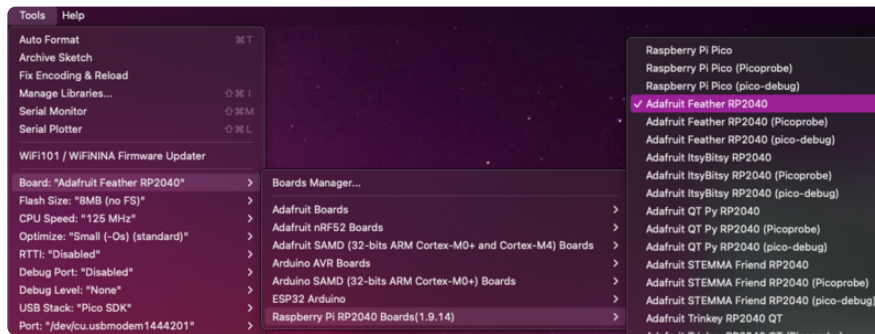 Tools Help
Auto Format ⌘T
Archive Sketch
Fix Encoding & Reload
Manage Libraries... ⇧⌘I
Serial Monitor ⇧⌘M
Serial Plotter ⇧⌘L
WiFi101 / WiFiNINA Firmware Updater
Board: "Adafruit Feather RP2040"
Flash Size: "8MB (no FS)"
CPU Speed: "125 MHz"
Optimize: "Small (-Os) (standard)"
RTTI: "Disabled"
Debug Port: "Disabled"
Debug Level: "None"
USB Stack: "Pico SDK"
Port: "/dev/cu.usbmodem1444201"
Boards Manager...
Adafruit Boards
Adafruit nRF52 Boards
Adafruit SAMD (32-bits ARM Cortex-M0+ and Cortex-M4) Boards
Arduino AVR Boards
Arduino SAMD (32-bits ARM Cortex-M0+) Boards
ESP32 Arduino
Raspberry Pi RP2040 Boards(1.9.14)
Raspberry Pi Pico
Raspberry Pi Pico (Picoprobe)
Raspberry Pi Pico (pico-debug)
✓ Adafruit Feather RP2040
Adafruit Feather RP2040 (Picoprobe)
Adafruit Feather RP2040 (pico-debug)
Adafruit ItsyBitsy RP2040
Adafruit ItsyBitsy RP2040 (Picoprobe)
Adafruit ItsyBitsy RP2040 (pico-debug)
Adafruit QT Py RP2040
Adafruit QT Py RP2040 (Picoprobe)
Adafruit QT Py RP2040 (pico-debug)
Adafruit STEMMA Friend RP2040
Adafruit STEMMA Friend RP2040 (Picoprobe)
Adafruit STEMMA Friend RP2040 (pico-debug)
Adafruit Trinkey RP2040 QT